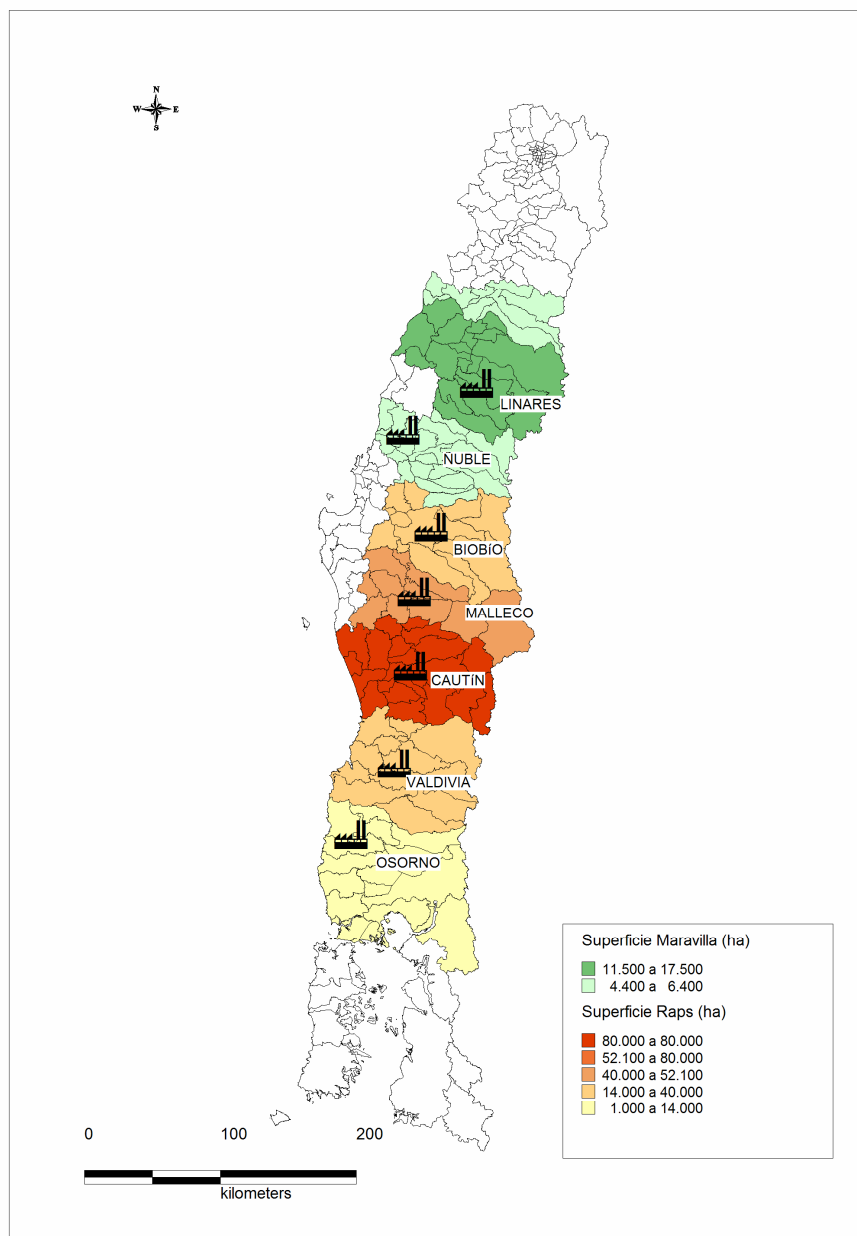 N
W E
S
LINARES
ÑUBLE
BIOBíO
MALLECO
CAUTíN
VALDIVIA
OSORNO
Superficie Maravilla (ha)
11.500 a 17.500
4.400 a 6.400
Superficie Raps (ha)
80.000 a 80.000
52.100 a 80.000
40.000 a 52.100
14.000 a 40.000
1.000 a 14.000
0 100 200
kilometers